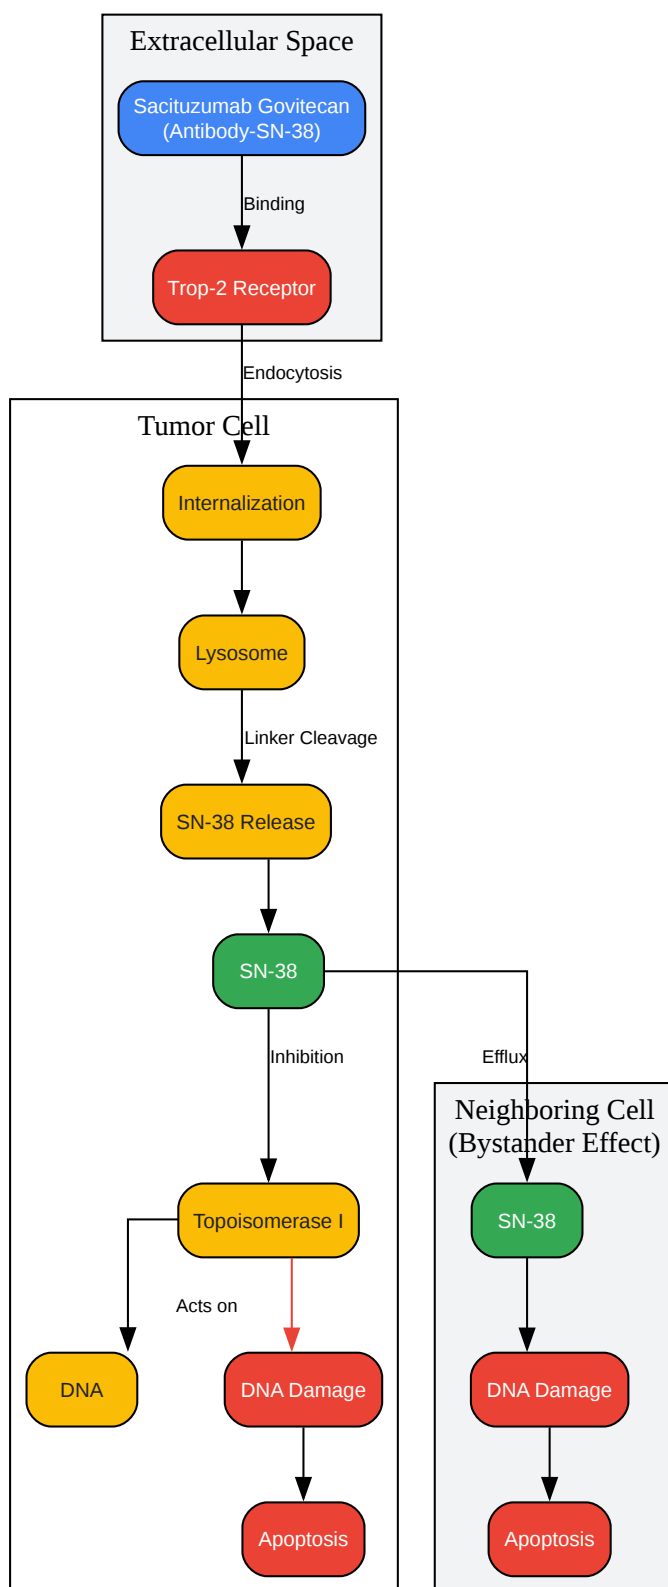 Extracellular Space
Sacituzumab Govitecan
(Antibody-SN-38)
Binding
Trop-2 Receptor
Endocytosis
Tumor Cell
Internalization
Lysosome
Linker Cleavage
SN-38 Release
SN-38
Inhibition
Efflux
Neighboring Cell
(Bystander Effect)
Topoisomerase I
SN-38
Acts on
DNA
DNA Damage
DNA Damage
Apoptosis
Apoptosis